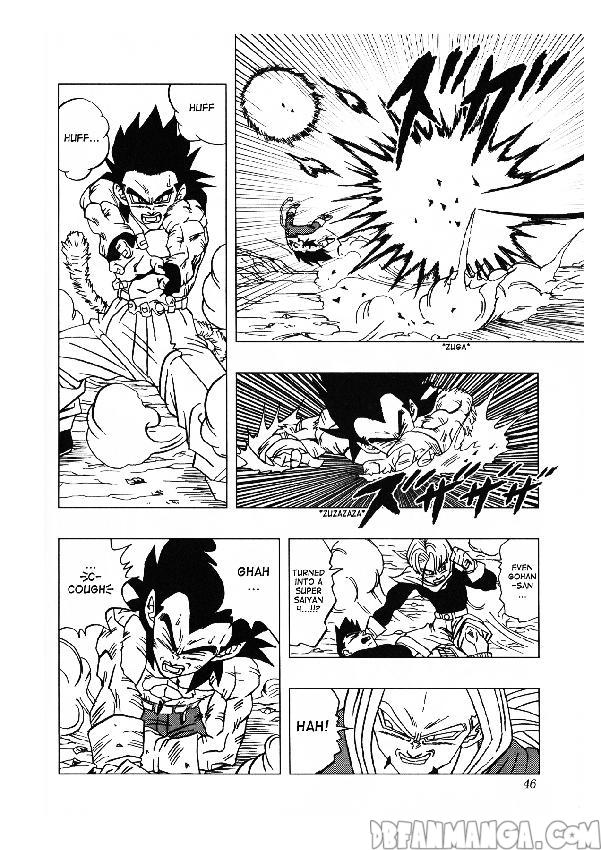 ズガ
*ZUGA*
HUFF
HUFF...
ズザザザ
*ZUZAZAZA*
EVEN
GOHAN
-SAN
...
TURNED
INTO A
SUPER
SAIYAN
4...!!?
GHAH
...
...
C-
COUGH
HAH!
46
DBFANMANGA.COM